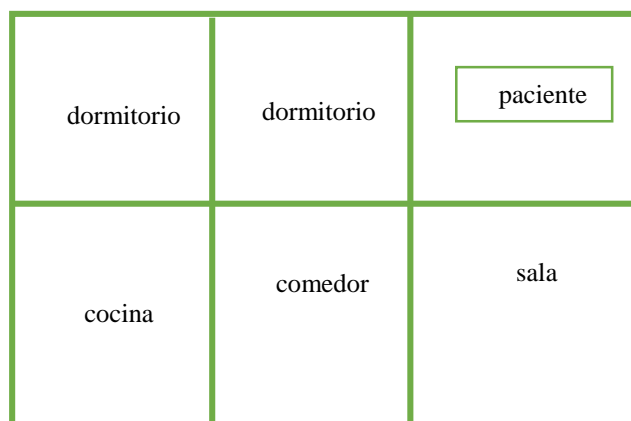 dormitorio
dormitorio
paciente
cocina
comedor
sala